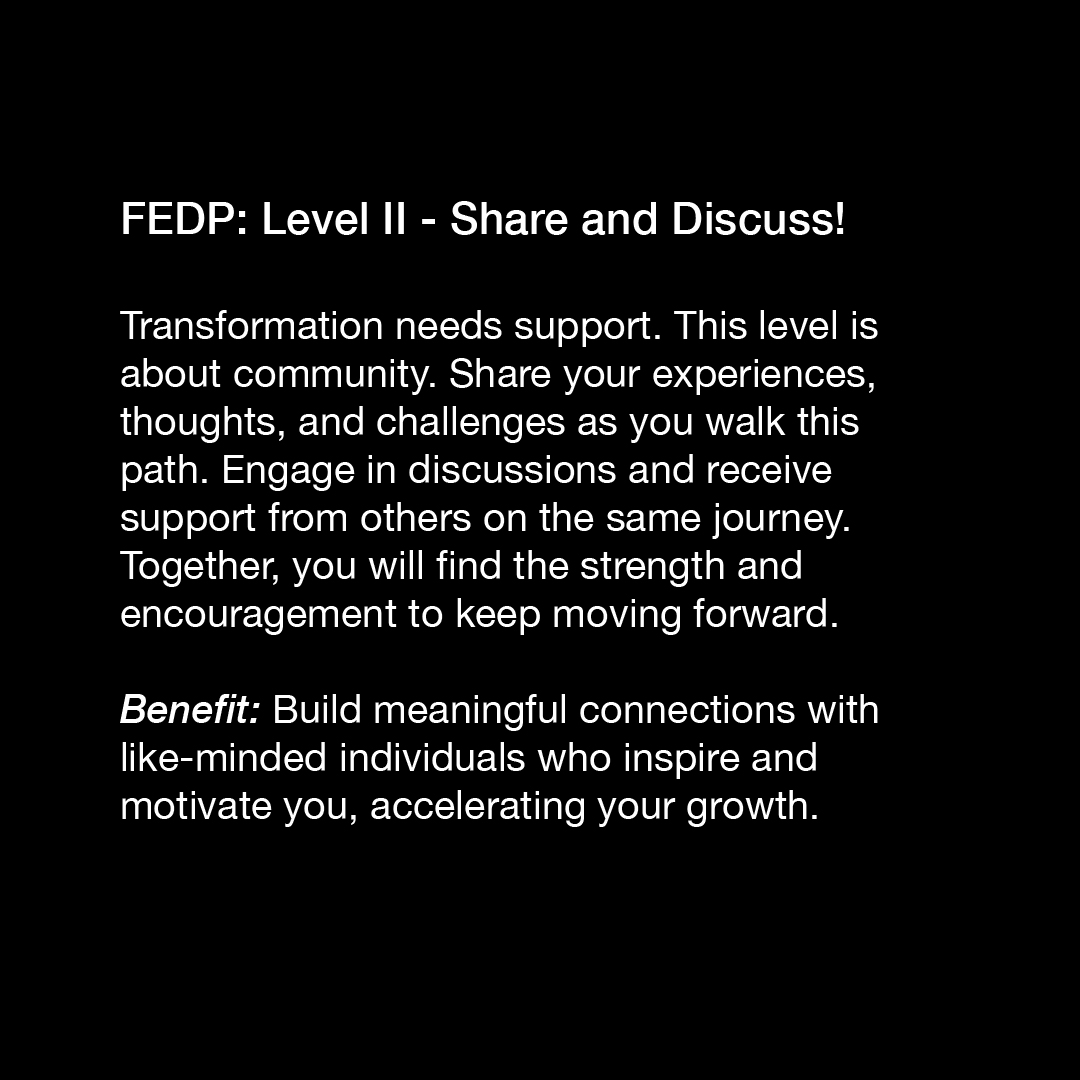 FEDP: Level II - Share and Discuss!
Transformation needs support. This level is
about community. Share your experiences,
thoughts, and challenges as you walk this
path. Engage in discussions and receive
support from others on the same journey.
Together, you will find the strength and
encouragement to keep moving forward.
Benefit: Build meaningful connections with
like-minded individuals who inspire and
motivate you, accelerating your growth.